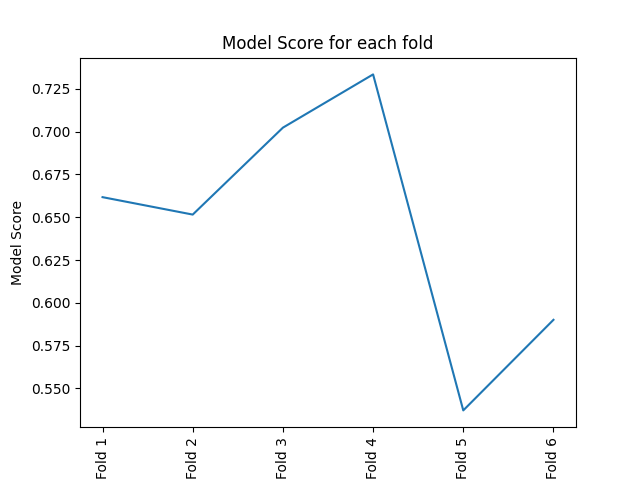 Model Score for each fold
Model Score
0.725
0.700
0.675
0.650
0.625
0.600
0.575
0.550
Fold 1
Fold 2
Fold 3
Fold 4
Fold 5
Fold 6